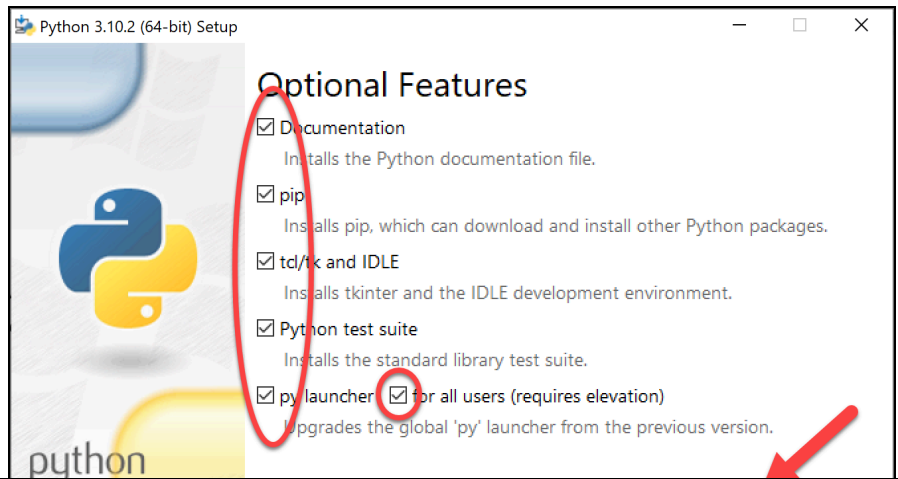 Python 3.10.2 (64-bit) Setup
Optional Features
Documentation
Installs the Python documentation file.
pip
Installs pip, which can download and install other Python packages.
tcl/tk and IDLE
Installs tkinter and the IDLE development environment.
Python test suite
Installs the standard library test suite.
py launcher for all users (requires elevation)
Upgrades the global 'py' launcher from the previous version.
python